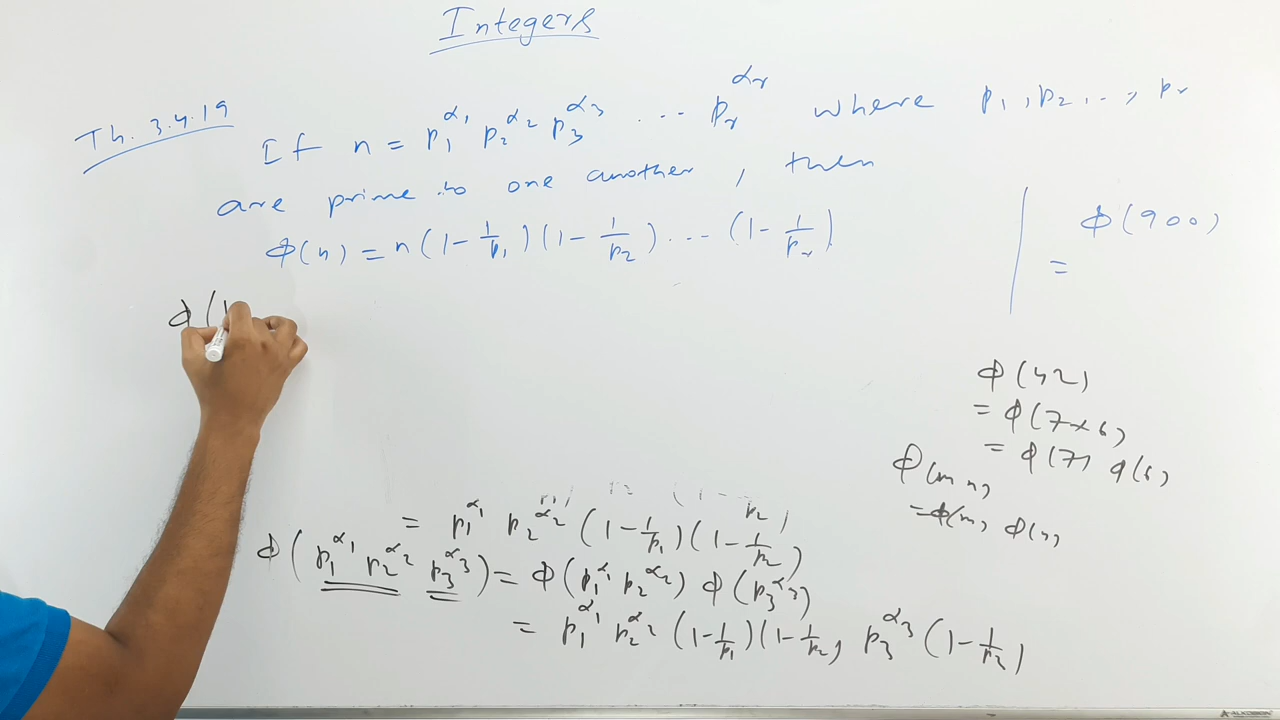 Integers
Th. 3.4.19
If n = p₁^α₁ p₂^α₂ p₃^α₃ ... pᵣ^αᵣ where p₁, p₂ .., pᵣ
are prime to one another, then
Φ(n) = n(1-1/p₁)(1-1/p₂)...(1-1/pᵣ)
Φ(900)
=
Φ(1
Φ(42)
= Φ(7×6)
= Φ(7) φ(6)
Φ(mn)
= Φ(m) Φ(n)
= p₁^α₁ p₂^α₂ (1-1/p₁)(1-1/p₂)
Φ(p₁^α₁ p₂^α₂ p₃^α₃) = Φ(p₁^α₁ p₂^α₂) Φ(p₃^α₃)
= p₁^α₁ p₂^α₂ (1-1/p₁)(1-1/p₂) p₃^α₃ (1-1/p₃)